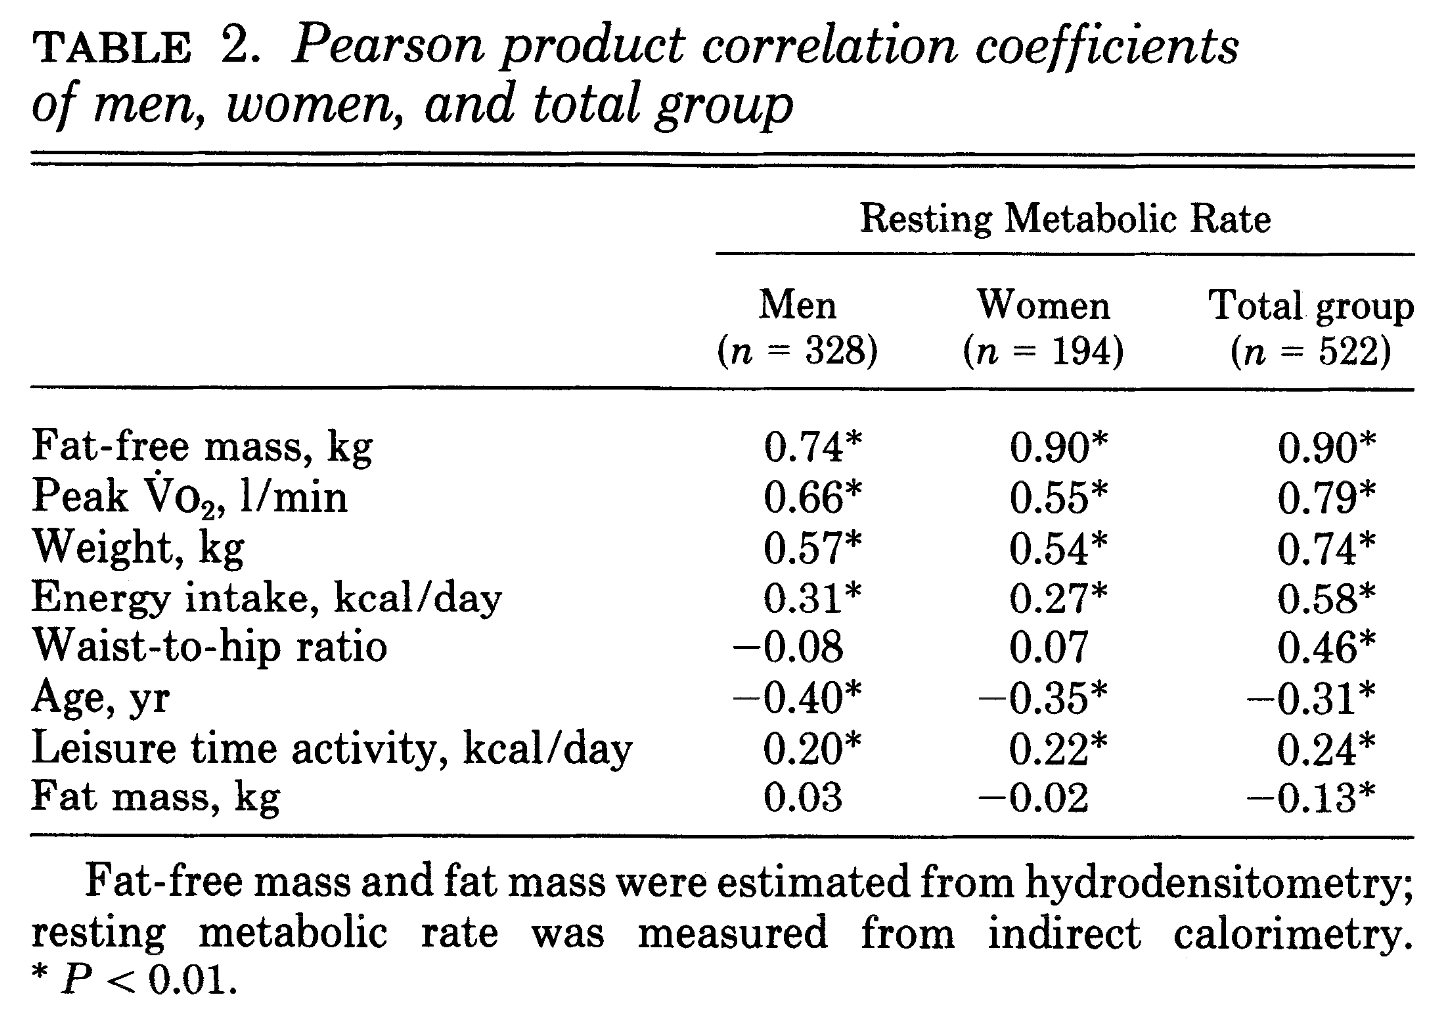 TABLE 2. Pearson product correlation coefficients
of men, women, and total group
Resting Metabolic Rate
Men Women Total group
(n = 328) (n = 194) (n = 522)
Fat-free mass, kg 0.74* 0.90* 0.90*
Peak V̇O₂, l/min 0.66* 0.55* 0.79*
Weight, kg 0.57* 0.54* 0.74*
Energy intake, kcal/day 0.31* 0.27* 0.58*
Waist-to-hip ratio −0.08 0.07 0.46*
Age, yr −0.40* −0.35* −0.31*
Leisure time activity, kcal/day 0.20* 0.22* 0.24*
Fat mass, kg 0.03 −0.02 −0.13*
Fat-free mass and fat mass were estimated from hydrodensitometry;
resting metabolic rate was measured from indirect calorimetry.
* P < 0.01.